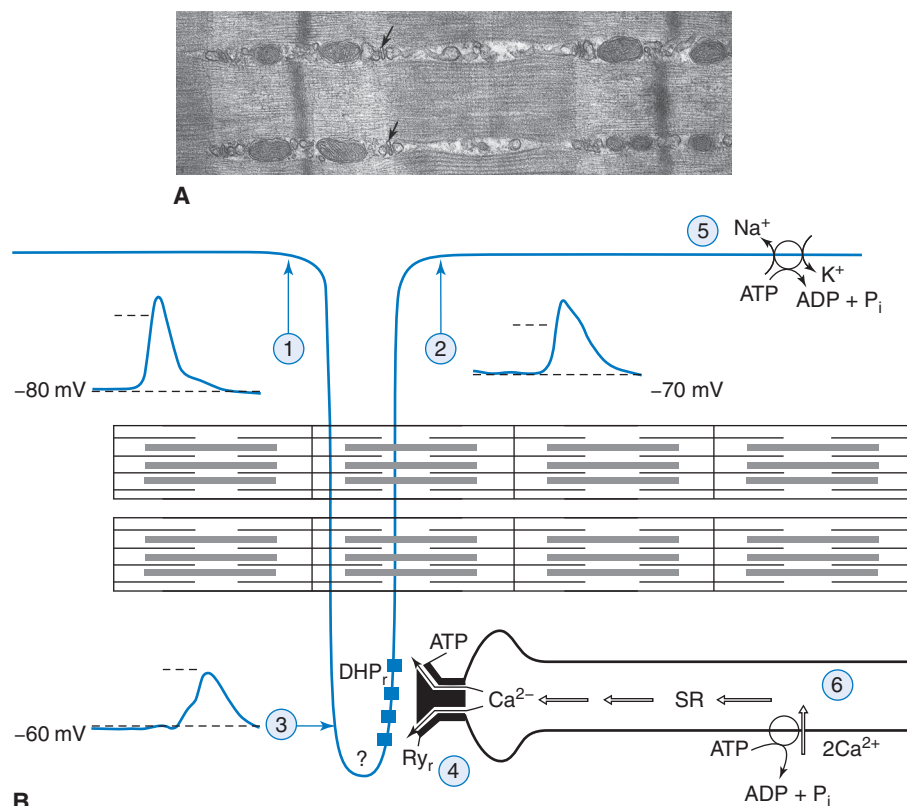 A
5
Na+
K+
ATP
ADP + Pi
1
2
−80 mV
−70 mV
ATP
DHPr
Ca2−
SR
6
−60 mV
3
?
Ryr
4
ATP
2Ca2+
ADP + Pi
B